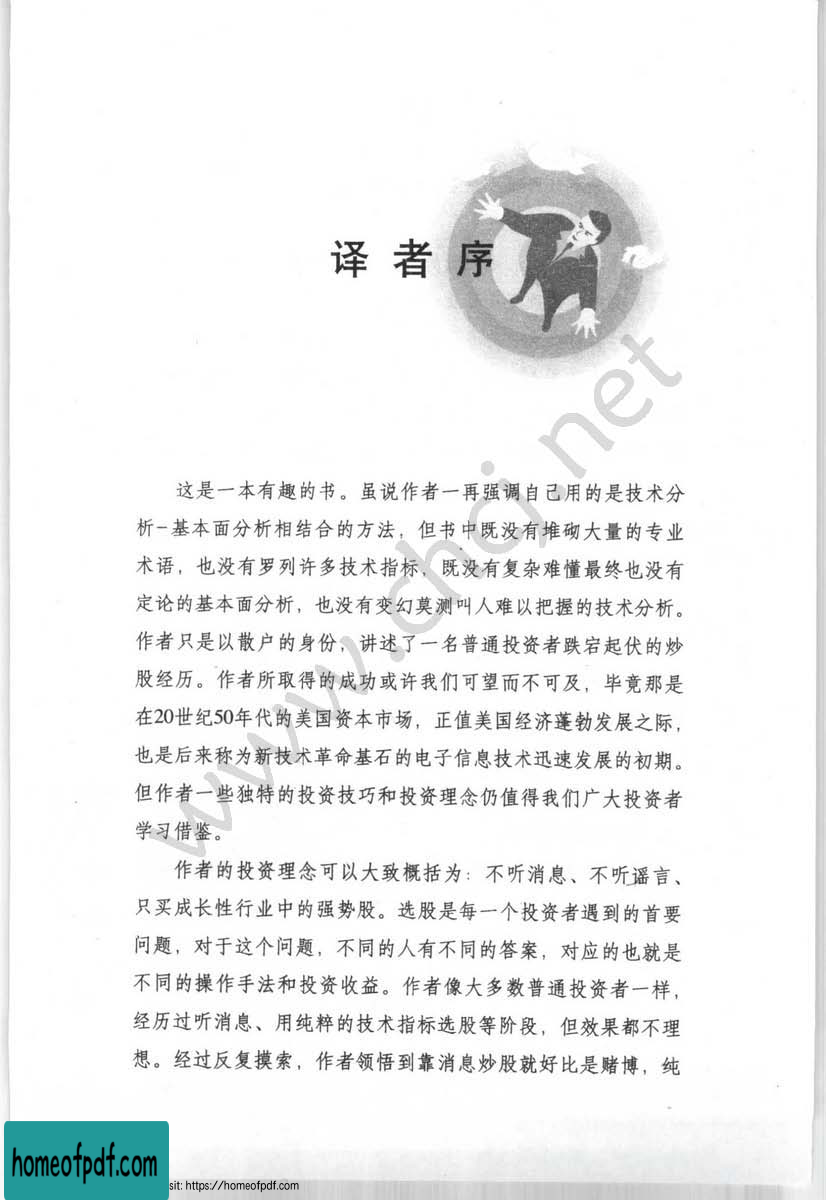 译者序
这是一本有趣的书。虽说作者一再强调自己用的是技术分
析-基本面分析相结合的方法，但书中既没有堆砌大量的专业
术语，也没有罗列许多技术指标，既没有复杂难懂最终也没有
定论的基本面分析，也没有变幻莫测叫人难以把握的技术分析。
作者只是以散户的身份，讲述了一名普通投资者跌宕起伏的炒
股经历。作者所取得的成功或许我们可望而不可及，毕竟那是
在20世纪50年代的美国资本市场，正值美国经济蓬勃发展之际，
也是后来称为新技术革命基石的电子信息技术迅速发展的初期。
但作者一些独特的投资技巧和投资理念仍值得我们广大投资者
学习借鉴。
作者的投资理念可以大致概括为：不听消息、不听谣言、
只买成长性行业中的强势股。选股是每一个投资者遇到的首要
问题，对于这个问题，不同的人有不同的答案，对应的也就是
不同的操作手法和投资收益。作者像大多数普通投资者一样，
经历过听消息、用纯粹的技术指标选股等阶段，但效果都不理
想。经过反复摸索，作者领悟到靠消息炒股就好比是赌博，纯
www.chcj.net
homeofpdf.com
sit: https://homeofpdf.com